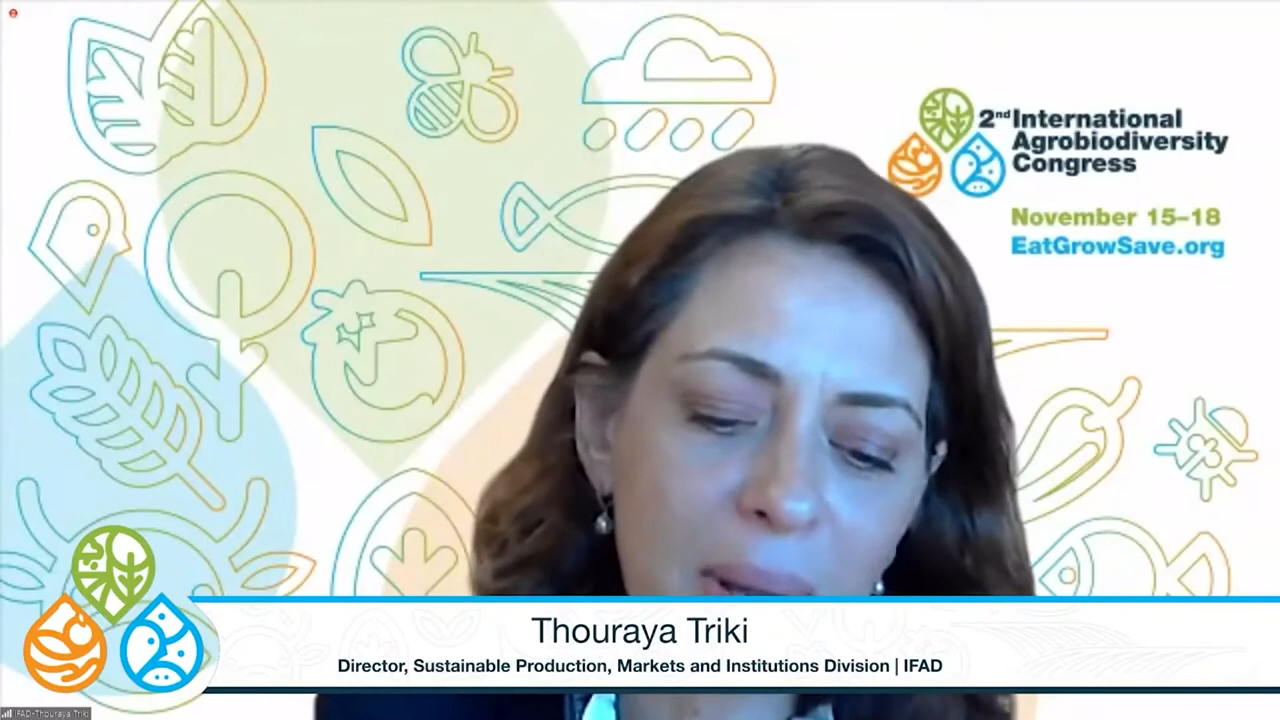 2nd International
Agrobiodiversity
Congress
November 15–18
EatGrowSave.org
Thouraya Triki
Director, Sustainable Production, Markets and Institutions Division | IFAD
IFAD-Thouraya Triki